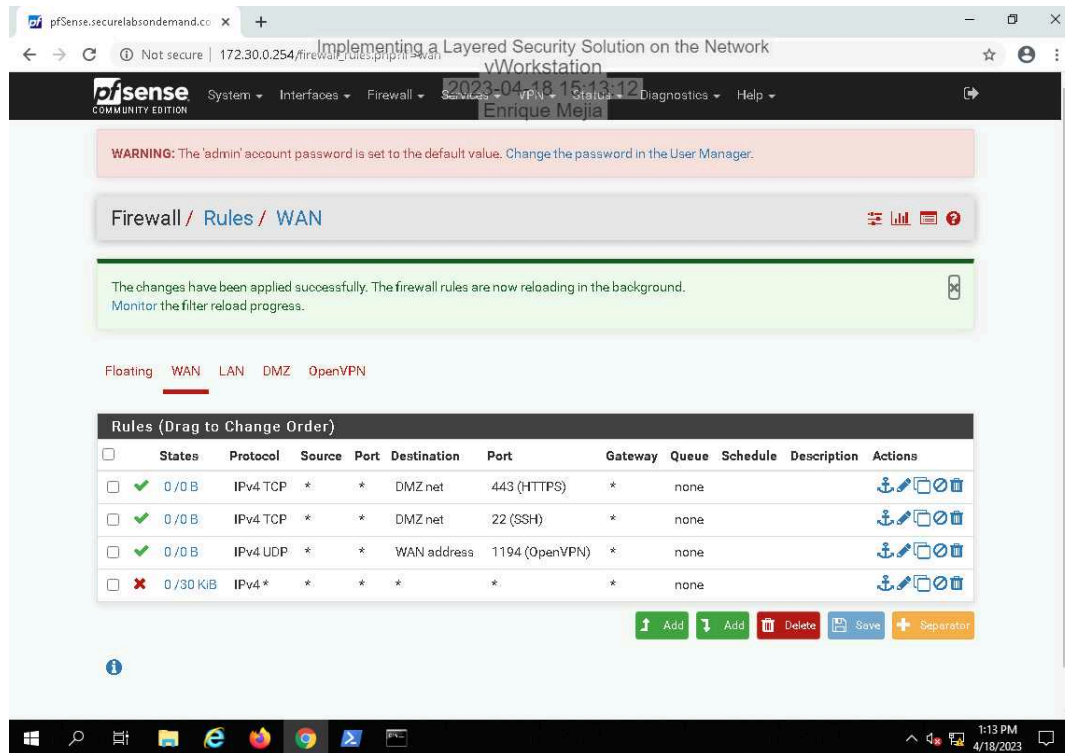 pfSense.securelabsondemand.co
Not secure | 172.30.0.254/firewall_rules.php?if=wan
Implementing a Layered Security Solution on the Network
vWorkstation
2023-04-18 15:13:12
Enrique Mejia
pfsense
COMMUNITY EDITION
System Interfaces Firewall Services VPN Status Diagnostics Help
WARNING: The 'admin' account password is set to the default value. Change the password in the User Manager.
Firewall / Rules / WAN
The changes have been applied successfully. The firewall rules are now reloading in the background.
Monitor the filter reload progress.
Floating WAN LAN DMZ OpenVPN
Rules (Drag to Change Order)
States Protocol Source Port Destination Port Gateway Queue Schedule Description Actions
0 /0 B IPv4 TCP * * DMZ net 443 (HTTPS) * none
0 /0 B IPv4 TCP * * DMZ net 22 (SSH) * none
0 /0 B IPv4 UDP * * WAN address 1194 (OpenVPN) * none
0 /30 KiB IPv4 * * * * * * none
Add Add Delete Save Separator
1:13 PM
4/18/2023